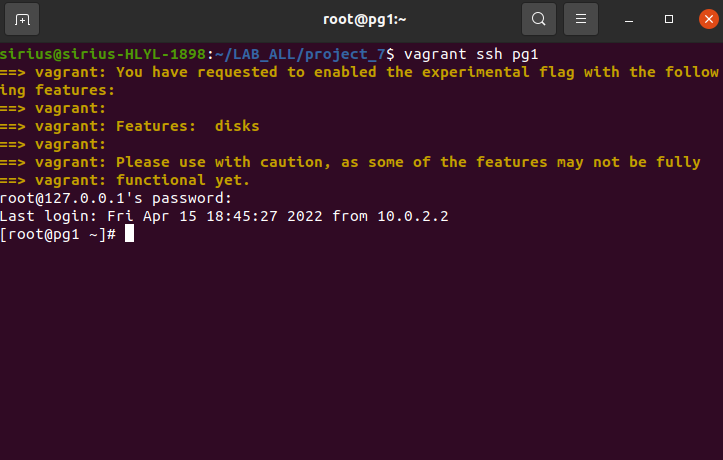 root@pg1:~
sirius@sirius-HLYL-1898:~/LAB_ALL/project_7$ vagrant ssh pg1
==> vagrant: You have requested to enabled the experimental flag with the follow
ing features:
==> vagrant:
==> vagrant: Features:  disks
==> vagrant:
==> vagrant: Please use with caution, as some of the features may not be fully
==> vagrant: functional yet.
root@127.0.0.1's password:
Last login: Fri Apr 15 18:45:27 2022 from 10.0.2.2
[root@pg1 ~]#